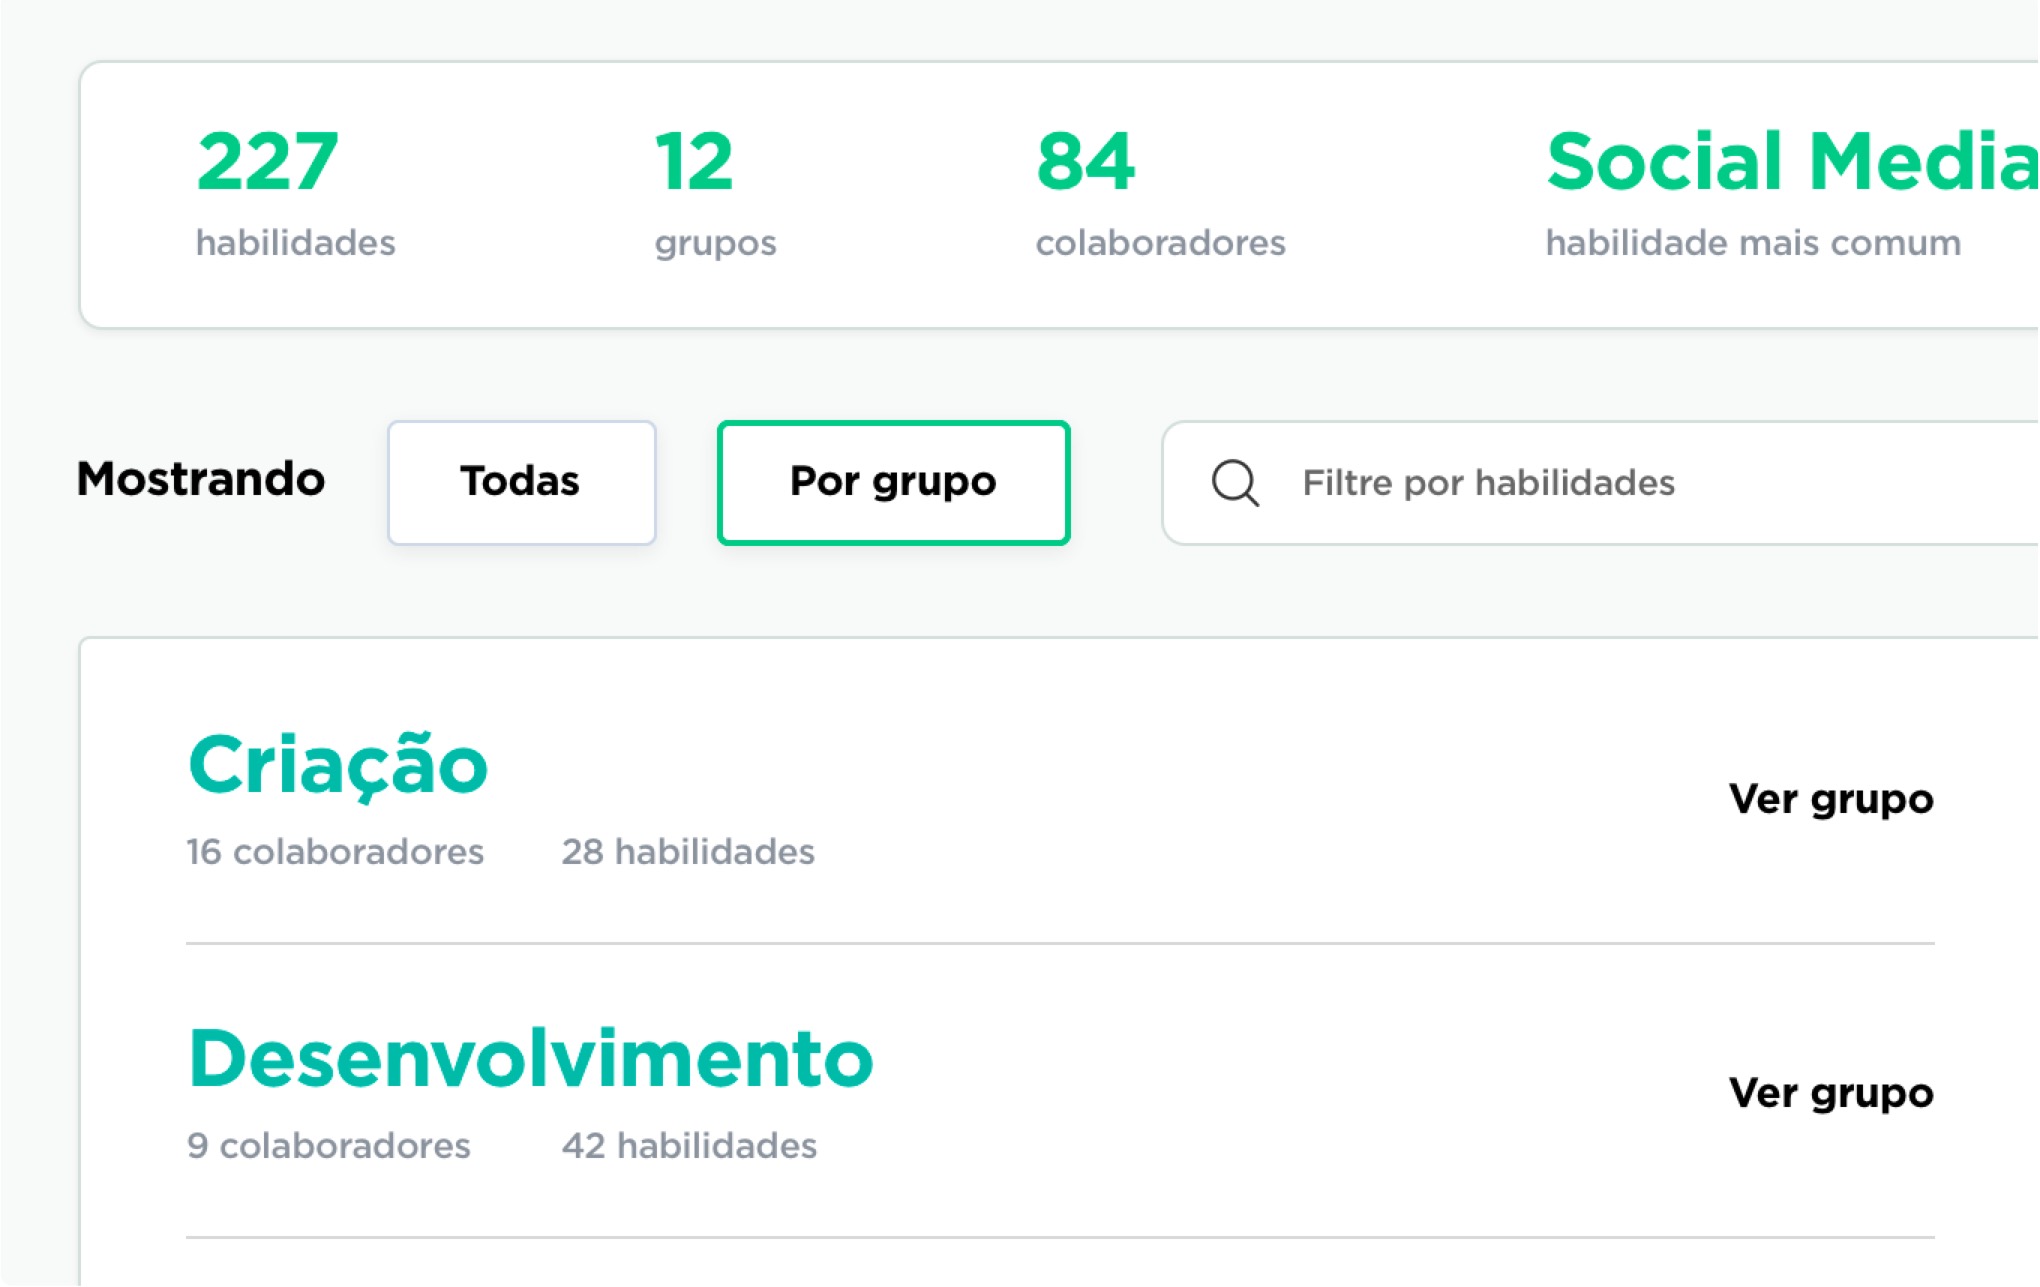 227
habilidades
12
grupos
84
colaboradores
Social Media
habilidade mais comum
Mostrando
Todas
Por grupo
Filtre por habilidades
Criação
16 colaboradores
28 habilidades
Ver grupo
Desenvolvimento
9 colaboradores
42 habilidades
Ver grupo